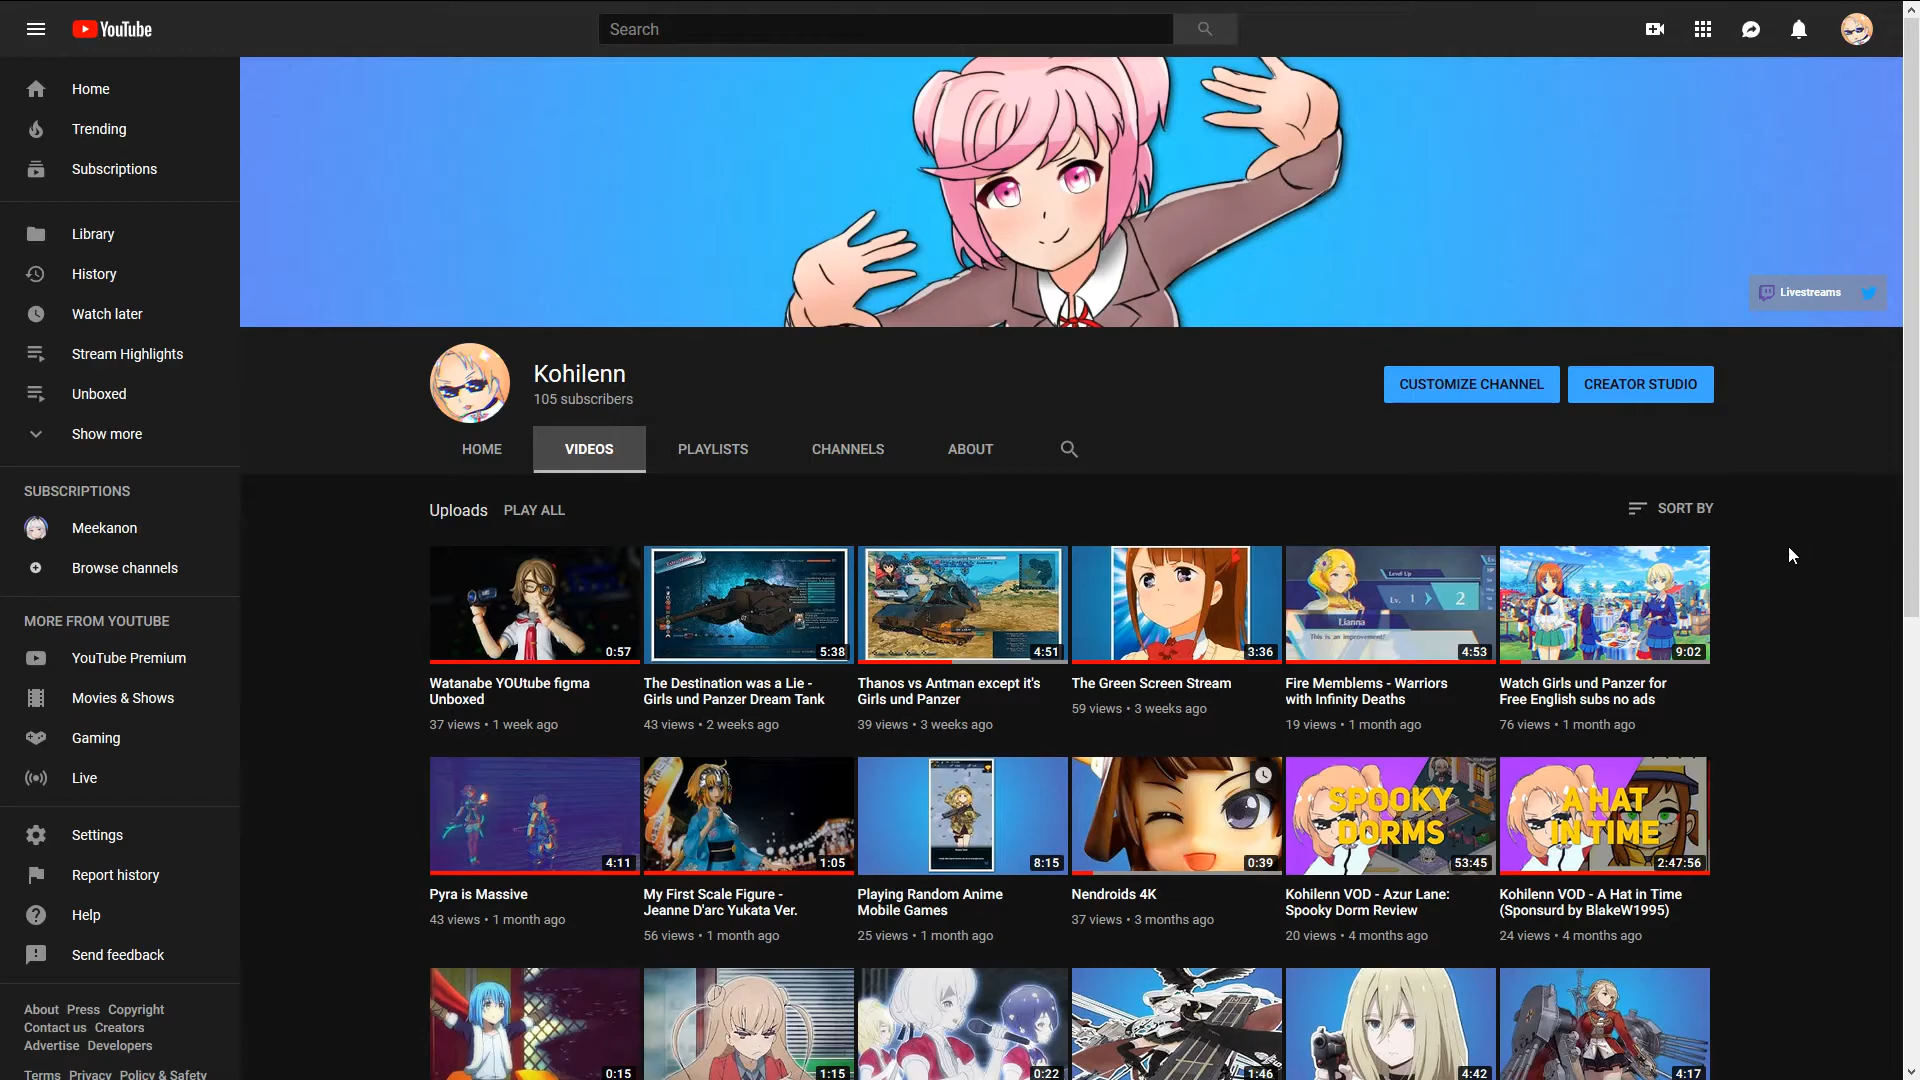 YouTube
Search
Home
Trending
Subscriptions
Library
History
Watch later
Stream Highlights
Unboxed
Show more
SUBSCRIPTIONS
Meekanon
Browse channels
MORE FROM YOUTUBE
YouTube Premium
Movies & Shows
Gaming
Live
Settings
Report history
Help
Send feedback
About Press Copyright
Contact us Creators
Advertise Developers
Terms Privacy Policy & Safety
Livestreams
Kohilenn
105 subscribers
CUSTOMIZE CHANNEL
CREATOR STUDIO
HOME VIDEOS PLAYLISTS CHANNELS ABOUT
Uploads PLAY ALL
SORT BY
0:57
Watanabe YOUtube figma
Unboxed
37 views • 1 week ago
5:38
The Destination was a Lie -
Girls und Panzer Dream Tank
43 views • 2 weeks ago
4:51
Thanos vs Antman except it's
Girls und Panzer
39 views • 3 weeks ago
3:36
The Green Screen Stream
59 views • 3 weeks ago
Level Up
Lv. 1 2
Lianna
This is an improvement!
4:53
Fire Memblems - Warriors
with Infinity Deaths
19 views • 1 month ago
9:02
Watch Girls und Panzer for
Free English subs no ads
76 views • 1 month ago
4:11
Pyra is Massive
43 views • 1 month ago
1:05
My First Scale Figure -
Jeanne D'arc Yukata Ver.
56 views • 1 month ago
8:15
Playing Random Anime
Mobile Games
25 views • 1 month ago
0:39
Nendroids 4K
37 views • 3 months ago
SPOOKY
DORMS
53:45
Kohilenn VOD - Azur Lane:
Spooky Dorm Review
20 views • 4 months ago
A HAT
IN TIME
2:47:56
Kohilenn VOD - A Hat in Time
(Sponsurd by BlakeW1995)
24 views • 4 months ago
0:15
1:15
0:22
1:46
4:42
4:17